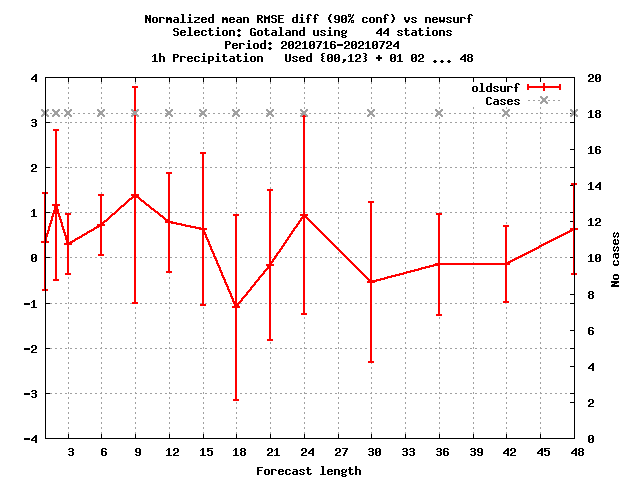 Normalized mean RMSE diff (90% conf) vs newsurf
Selection: Gotaland using    44 stations
Period: 20210716-20210724
1h Precipitation   Used {00,12} + 01 02 ... 48
oldsurf
Cases
4
3
2
1
0
-1
-2
-3
-4
20
18
16
14
12
10
8
6
4
2
0
No cases
3 6 9 12 15 18 21 24 27 30 33 36 39 42 45 48
Forecast length